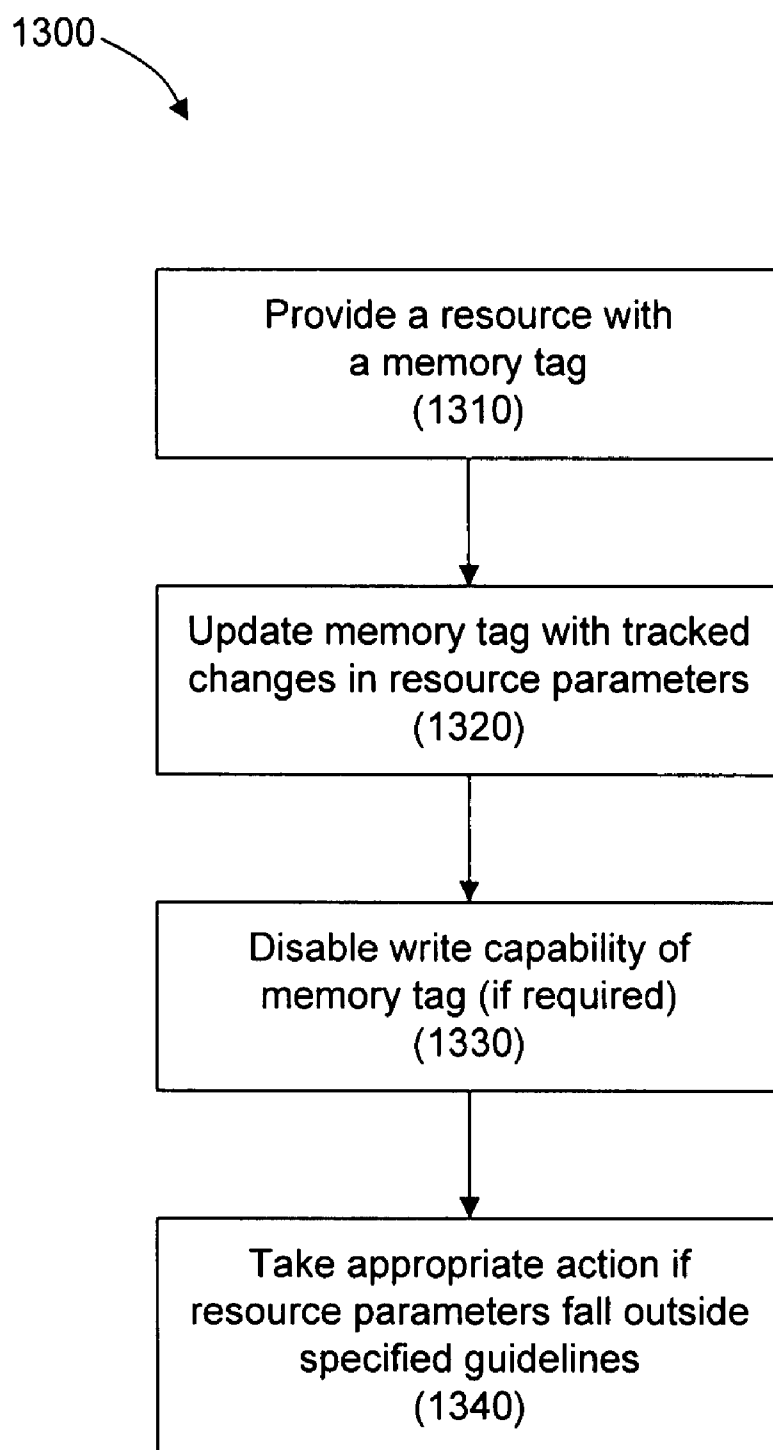 1300
Provide a resource with
a memory tag
(1310)
Update memory tag with tracked
changes in resource parameters
(1320)
Disable write capability of
memory tag (if required)
(1330)
Take appropriate action if
resource parameters fall outside
specified guidelines
(1340)